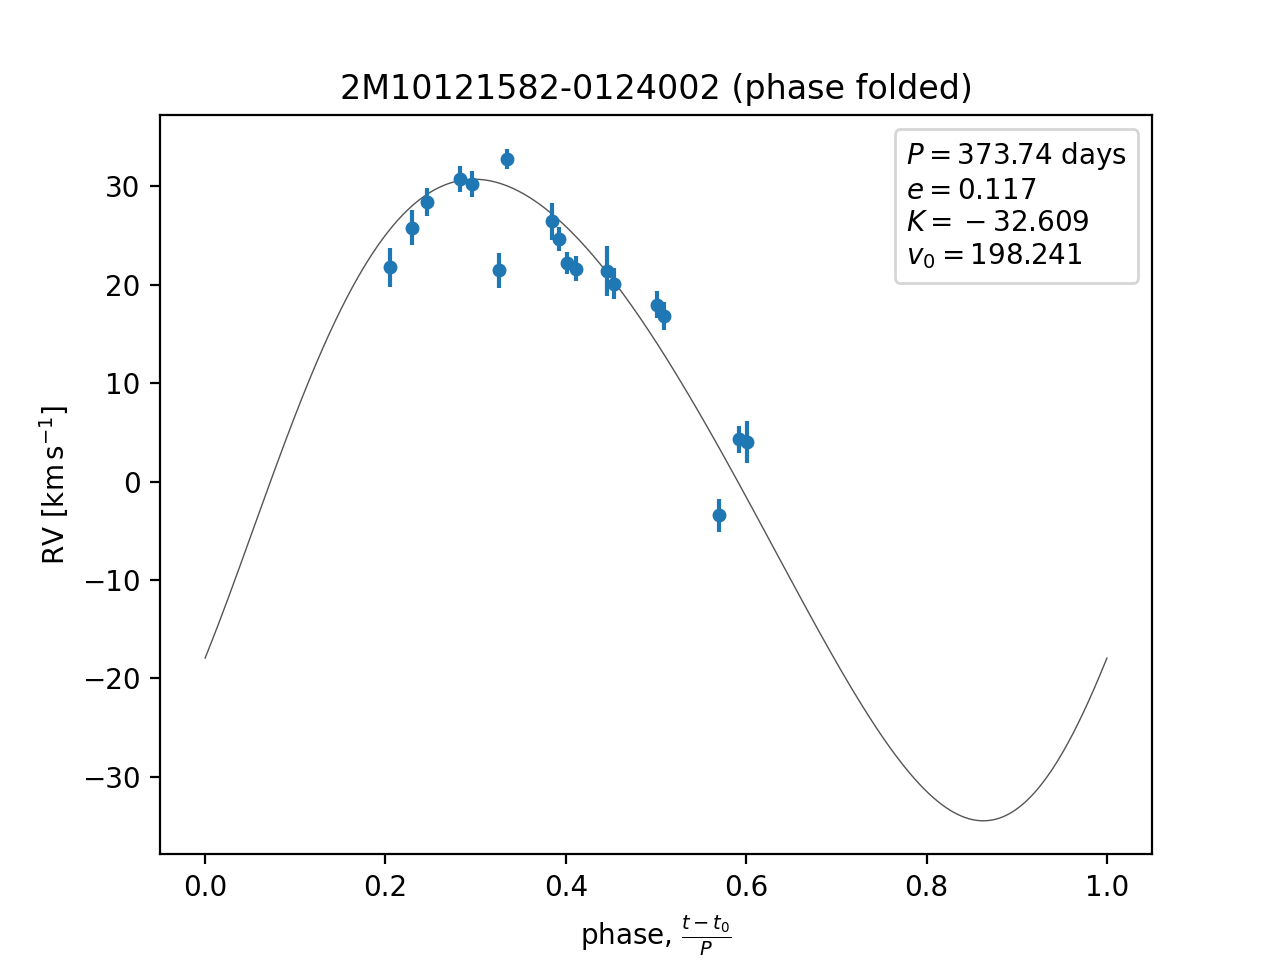 2M10121582-0124002 (phase folded)
P = 373.74 days
e = 0.117
K = −32.609
v₀ = 198.241
RV [km s⁻¹]
30
20
10
0
−10
−20
−30
0.0 0.2 0.4 0.6 0.8 1.0
phase, (t − t₀)/P